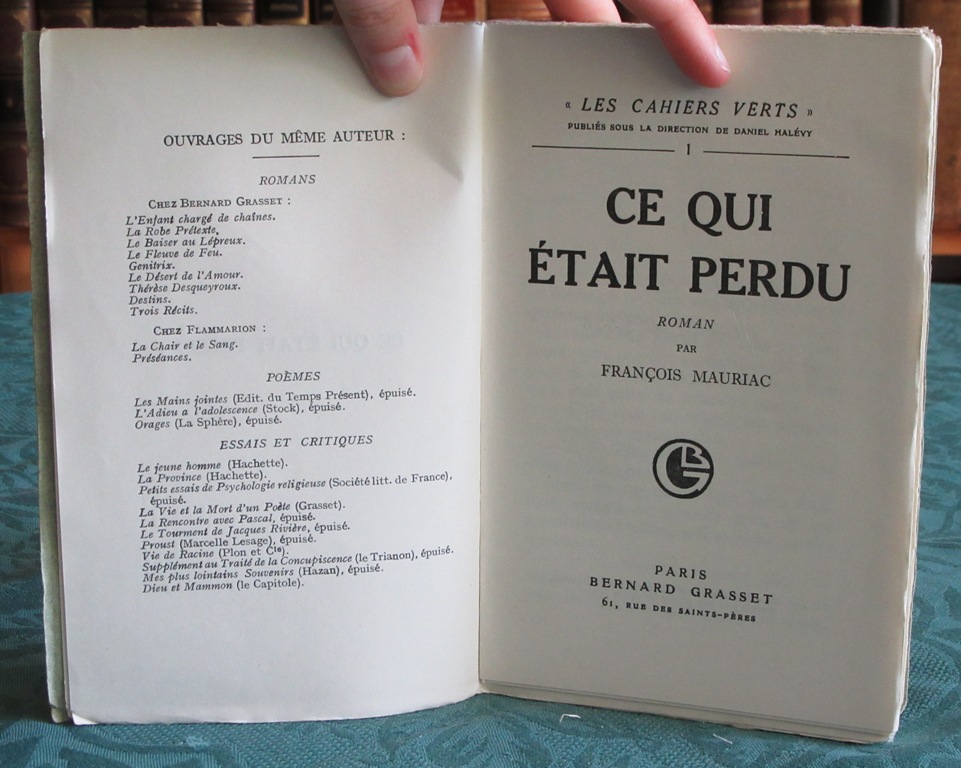 OUVRAGES DU MÊME AUTEUR :
ROMANS
CHEZ BERNARD GRASSET :
L'Enfant chargé de chaînes.
La Robe Prétexte.
Le Baiser au Lépreux.
Le Fleuve de Feu.
Genitrix.
Le Désert de l'Amour.
Thérèse Desqueyroux.
Destins.
Trois Récits.
CHEZ FLAMMARION :
La Chair et le Sang.
Préséances.
POÈMES
Les Mains jointes (Edit. du Temps Présent), épuisé.
L'Adieu a l'adolescence (Stock), épuisé.
Orages (La Sphère), épuisé.
ESSAIS ET CRITIQUES
Le jeune homme (Hachette).
La Province (Hachette).
Petits essais de Psychologie religieuse (Société litt. de France),
épuisé.
La Vie et la Mort d'un Poète (Grasset).
La Rencontre avec Pascal, épuisé.
Le Tourment de Jacques Rivière, épuisé.
Proust (Marcelle Lesage), épuisé.
Vie de Racine (Plon et Cie).
Supplément au Traité de la Concupiscence (le Trianon), épuisé.
Mes plus lointains Souvenirs (Hazan), épuisé.
Dieu et Mammon (le Capitole).
« LES CAHIERS VERTS »
PUBLIÉS SOUS LA DIRECTION DE DANIEL HALÉVY
1
CE QUI
ÉTAIT PERDU
ROMAN
PAR
FRANÇOIS MAURIAC
BG
PARIS
BERNARD GRASSET
61, RUE DES SAINTS-PÈRES